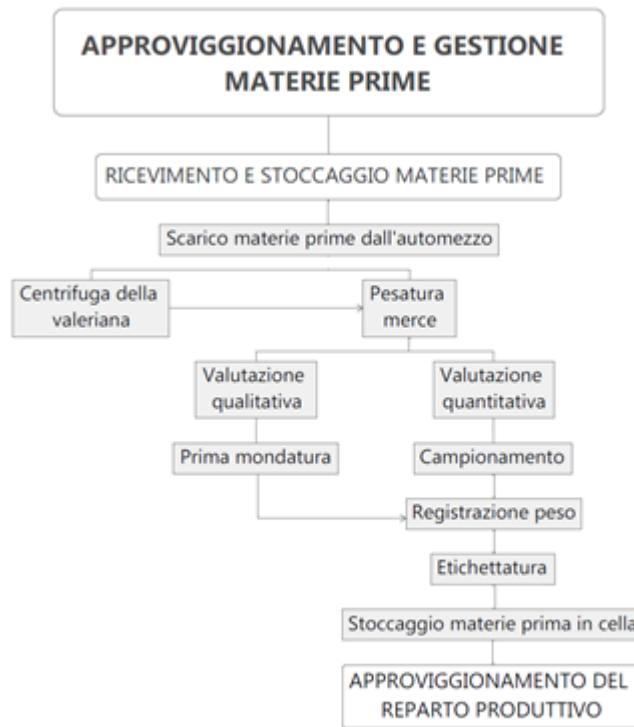 APPROVIGGIONAMENTO E GESTIONE
MATERIE PRIME
RICEVIMENTO E STOCCAGGIO MATERIE PRIME
Scarico materie prime dall'automezzo
Centrifuga della
valeriana
Pesatura
merce
Valutazione
qualitativa
Valutazione
quantitativa
Prima mondatura
Campionamento
Registrazione peso
Etichettatura
Stoccaggio materie prima in cella
APPROVIGGIONAMENTO DEL
REPARTO PRODUTTIVO